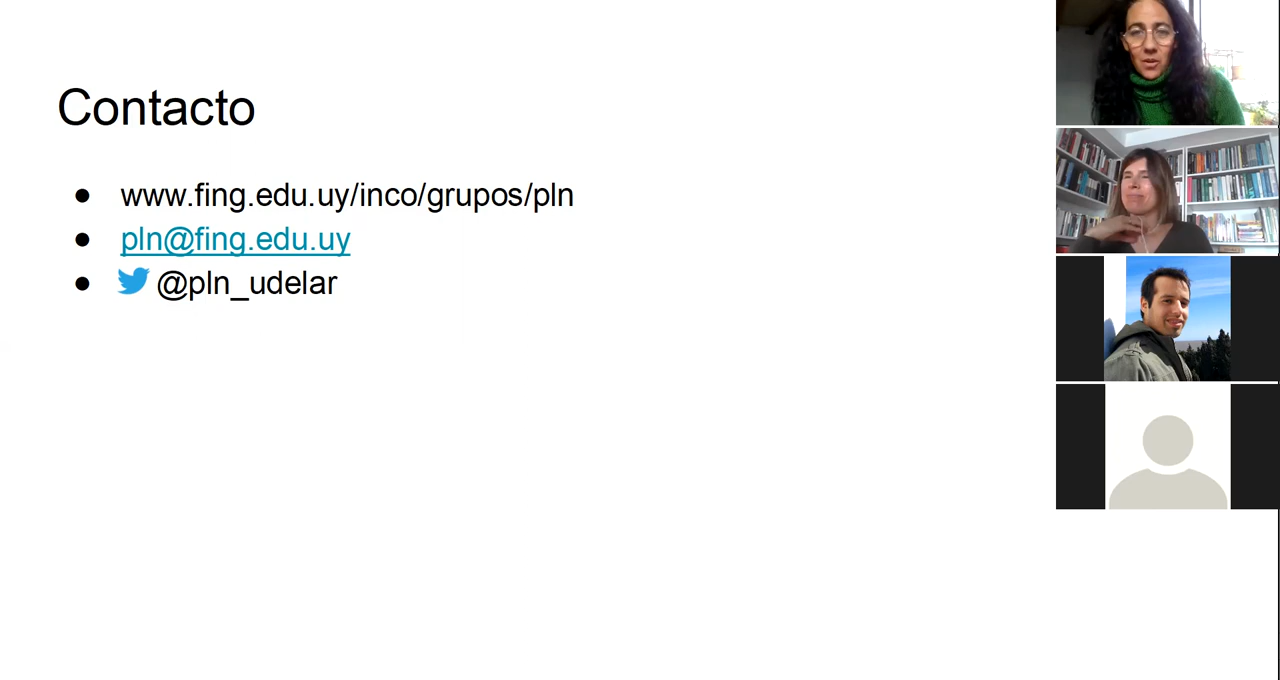 Contacto
● www.fing.edu.uy/inco/grupos/pln
● pln@fing.edu.uy
● @pln_udelar